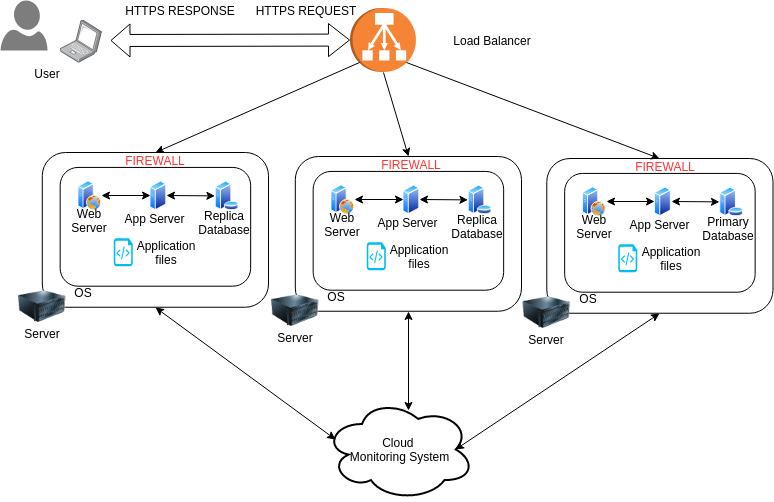 HTTPS RESPONSE
HTTPS REQUEST
Load Balancer
User
FIREWALL
Web
Server
App Server
Replica
Database
Application
files
OS
Server
FIREWALL
Web
Server
App Server
Replica
Database
Application
files
OS
Server
FIREWALL
Web
Server
App Server
Primary
Database
Application
files
OS
Server
Cloud
Monitoring System